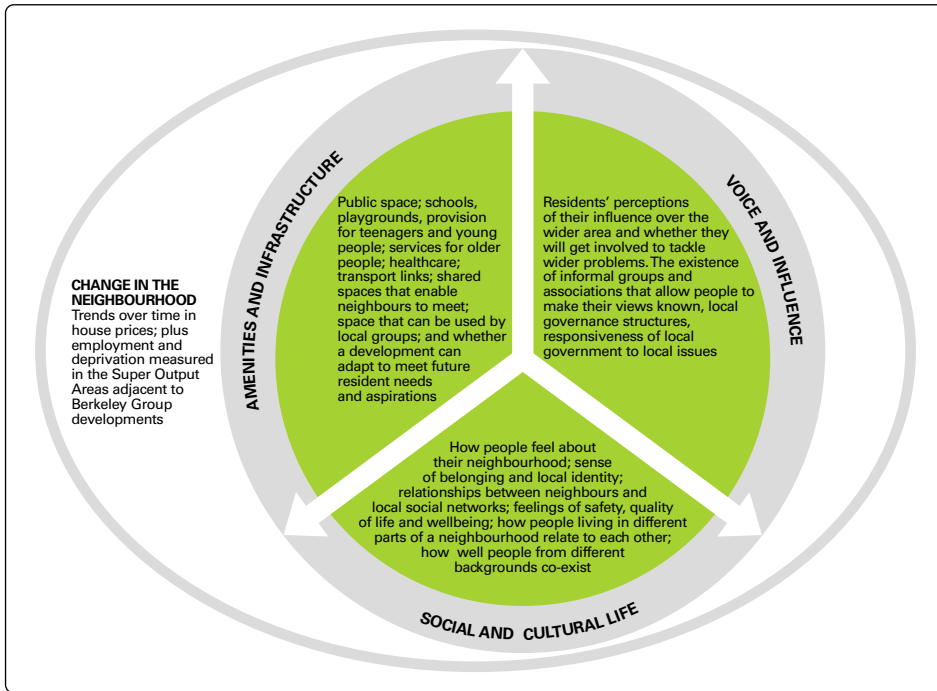 CHANGE IN THE
NEIGHBOURHOOD
Trends over time in
house prices; plus
employment and
deprivation measured
in the Super Output
Areas adjacent to
Berkeley Group
developments
AMENITIES AND INFRASTRUCTURE
Public space; schools,
playgrounds, provision
for teenagers and young
people; services for older
people; healthcare;
transport links; shared
spaces that enable
neighbours to meet;
space that can be used by
local groups; and whether
a development can
adapt to meet future
resident needs
and aspirations
VOICE AND INFLUENCE
Residents’ perceptions
of their influence over the
wider area and whether they
will get involved to tackle
wider problems. The existence
of informal groups and
associations that allow people to
make their views known, local
governance structures,
responsiveness of local
government to local issues
How people feel about
their neighbourhood; sense
of belonging and local identity;
relationships between neighbours and
local social networks; feelings of safety, quality
of life and wellbeing; how people living in different
parts of a neighbourhood relate to each other;
how well people from different
backgrounds co-exist
SOCIAL AND CULTURAL LIFE